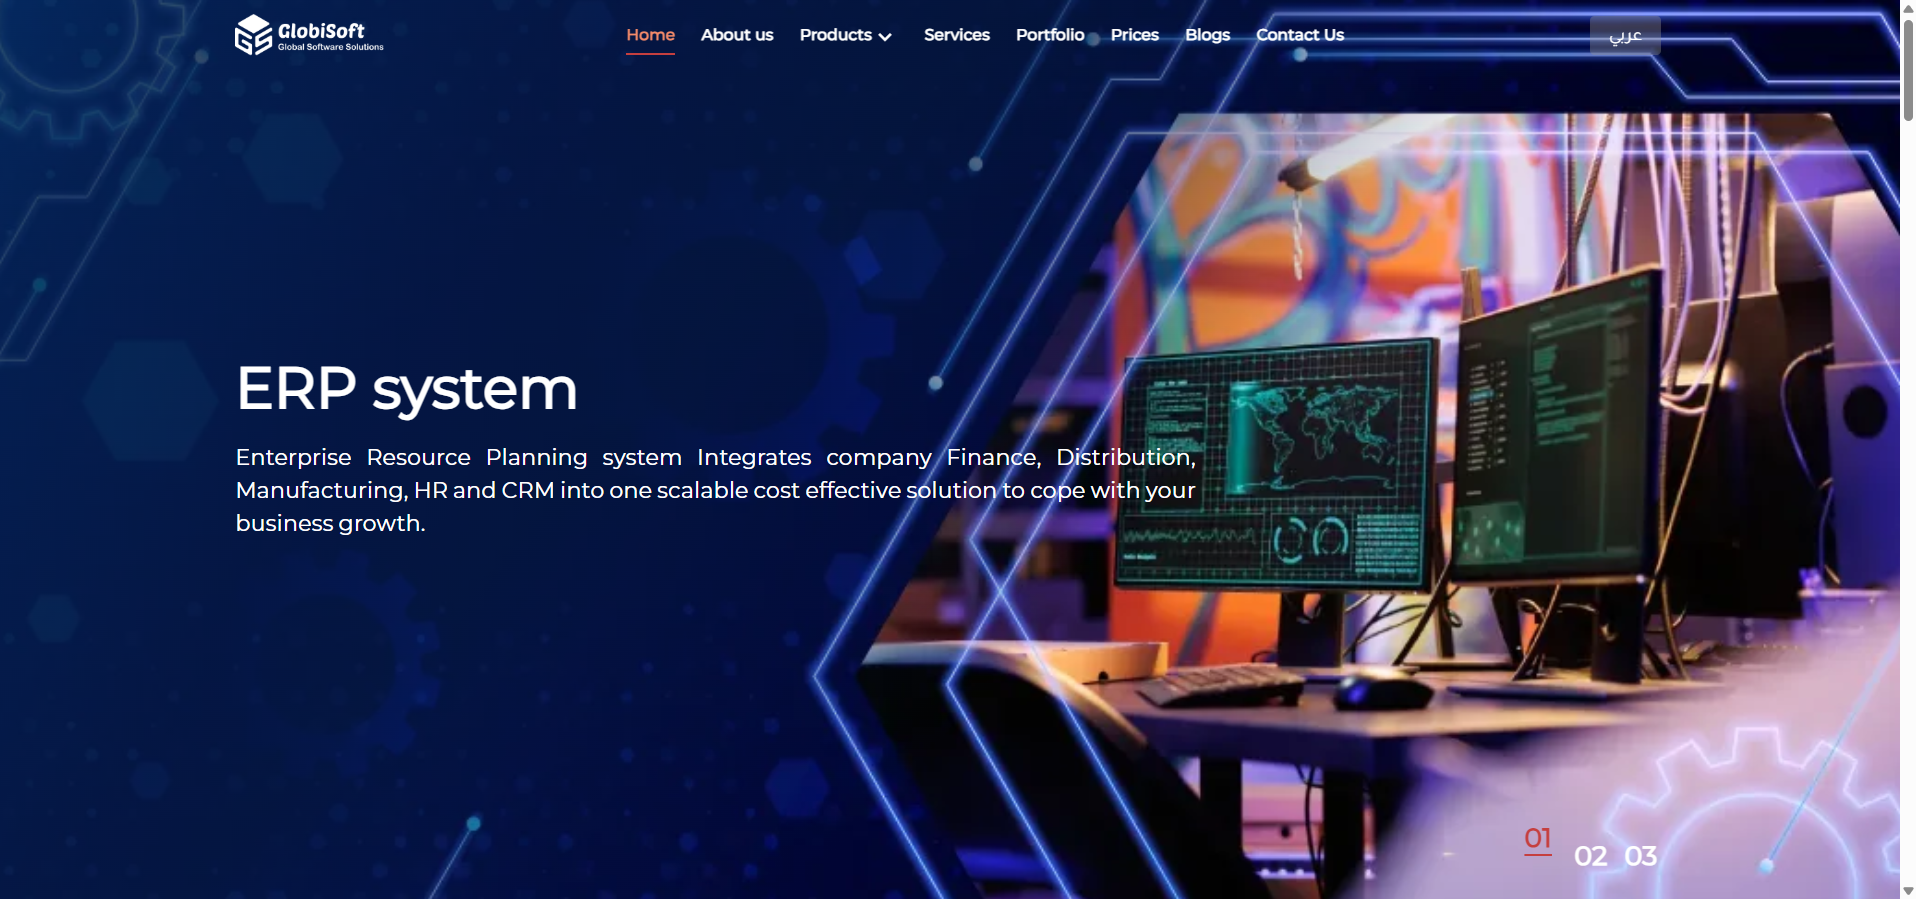 GlobiSoft
Global Software Solutions
Home
About us
Products
Services
Portfolio
Prices
Blogs
Contact Us
عربي
ERP system
Enterprise Resource Planning system Integrates company Finance, Distribution,
Manufacturing, HR and CRM into one scalable cost effective solution to cope with your
business growth.
01
02
03